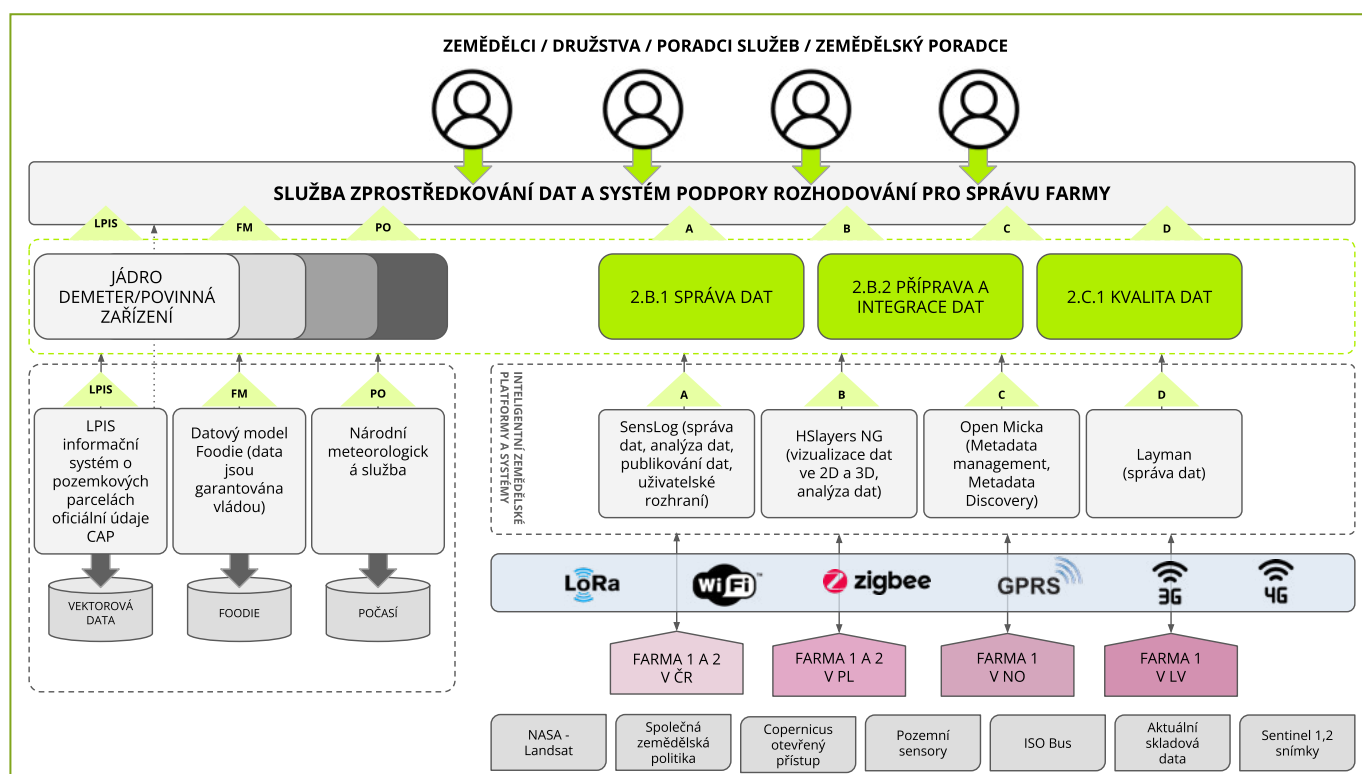 ZEMĚDĚLCI / DRUŽSTVA / PORADCI SLUŽEB / ZEMĚDĚLSKÝ PORADCE
SLUŽBA ZPROSTŘEDKOVÁNÍ DAT A SYSTÉM PODPORY ROZHODOVÁNÍ PRO SPRÁVU FARMY
LPIS
FM
PO
A
B
C
D
JÁDRO
DEMETER/POVINNÁ
ZAŘÍZENÍ
2.B.1 SPRÁVA DAT
2.B.2 PŘÍPRAVA A
INTEGRACE DAT
2.C.1 KVALITA DAT
LPIS
FM
PO
LPIS
informační
systém o
pozemkových
parcelách
oficiální údaje
CAP
Datový model
Foodie (data
jsou
garantována
vládou)
Národní
meteorologick
á služba
VEKTOROVÁ
DATA
FOODIE
POČASÍ
INTELIGENTNÍ ZEMĚDĚLSKÉ
PLATFORMY A SYSTÉMY
A
B
C
D
SensLog (správa
dat, analýza dat,
publikování dat,
uživatelské
rozhraní)
HSlayers NG
(vizualizace dat
ve 2D a 3D,
analýza dat)
Open Micka
(Metadata
management,
Metadata
Discovery)
Layman
(správa dat)
LoRa
WiFi™
zigbee
GPRS
3G
4G
FARMA 1 A 2
V ČR
FARMA 1 A 2
V PL
FARMA 1
V NO
FARMA 1
V LV
NASA -
Landsat
Společná
zemědělská
politika
Copernicus
otevřený
přístup
Pozemní
sensory
ISO Bus
Aktuální
skladová
data
Sentinel 1,2
snímky